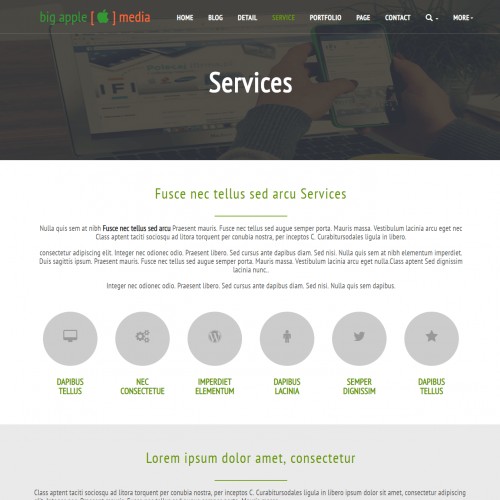 big apple [ ] media
HOME BLOG DETAIL SERVICE PORTFOLIO PAGE CONTACT MORE
Services
Fusce nec tellus sed arcu Services
Nulla quis sem at nibh Fusce nec tellus sed arcu Praesent mauris. Fusce nec tellus sed augue semper porta. Mauris massa. Vestibulum lacinia arcu eget nec
Class aptent taciti sociosqu ad litora torquent per conubia nostra, per inceptos C. Curabitursodales ligula in libero.
consectetur adipiscing elit. Integer nec odionec odio. Praesent libero. Sed cursus ante dapibus diam. Sed nisi. Nulla quis sem at nibh elementum imperdiet.
Duis sagittis ipsum. Praesent mauris. Fusce nec tellus sed augue semper porta. Mauris massa. Vestibulum lacinia arcu eget nulla.Class aptent Sed dignissim
lacinia nunc..
Integer nec odionec odio. Praesent libero. Sed cursus ante dapibus diam. Sed nisi. Nulla quis sem dapibus.
DAPIBUS
TELLUS
NEC
CONSECTETUE
IMPERDIET
ELEMENTUM
DAPIBUS
LACINIA
SEMPER
DIGNISSIM
DAPIBUS
TELLUS
Lorem ipsum dolor amet, consectetur
Class aptent taciti sociosqu ad litora torquent per conubia nostra, per inceptos C. Curabitursodales ligula in libero. Sed dignissim lacinia nunc, consectetur adipiscing